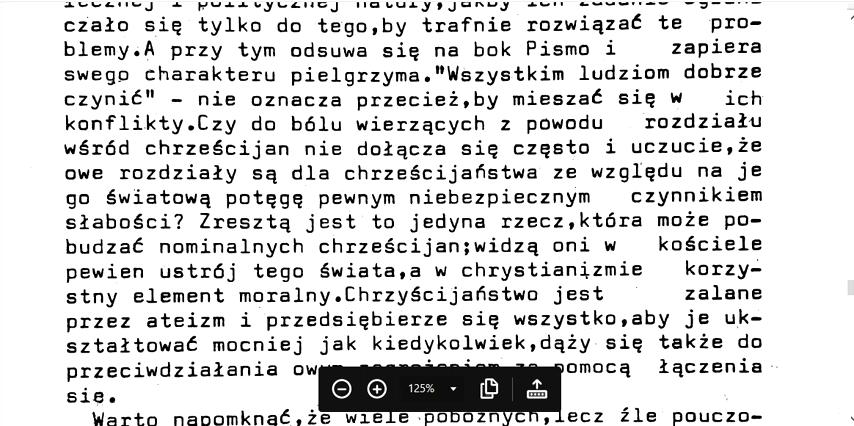 czało się tylko do tego,by trafnie rozwiązać te pro-
blemy.A przy tym odsuwa się na bok Pismo i zapiera
swego charakteru pielgrzyma."Wszystkim ludziom dobrze
czynić" - nie oznacza przecież,by mieszać się w ich
konflikty.Czy do bólu wierzących z powodu rozdziału
wśród chrześcijan nie dołącza się często i uczucie,że
owe rozdziały są dla chrześcijaństwa ze względu na je
go światową potęgę pewnym niebezpiecznym czynnikiem
słabości? Zresztą jest to jedyna rzecz,która może po-
budzać nominalnych chrześcijan;widzą oni w kościele
pewien ustrój tego świata,a w chrystianizmie korzy-
stny element moralny.Chrzyścijaństwo jest zalane
przez ateizm i przedsiębierze się wszystko,aby je uk-
ształtować mocniej jak kiedykolwiek,dąży się także do
przeciwdziałania pomocą łączenia
się.
125%
Warto napomknąć,że wiele pobożnych,lecz źle pouczo-